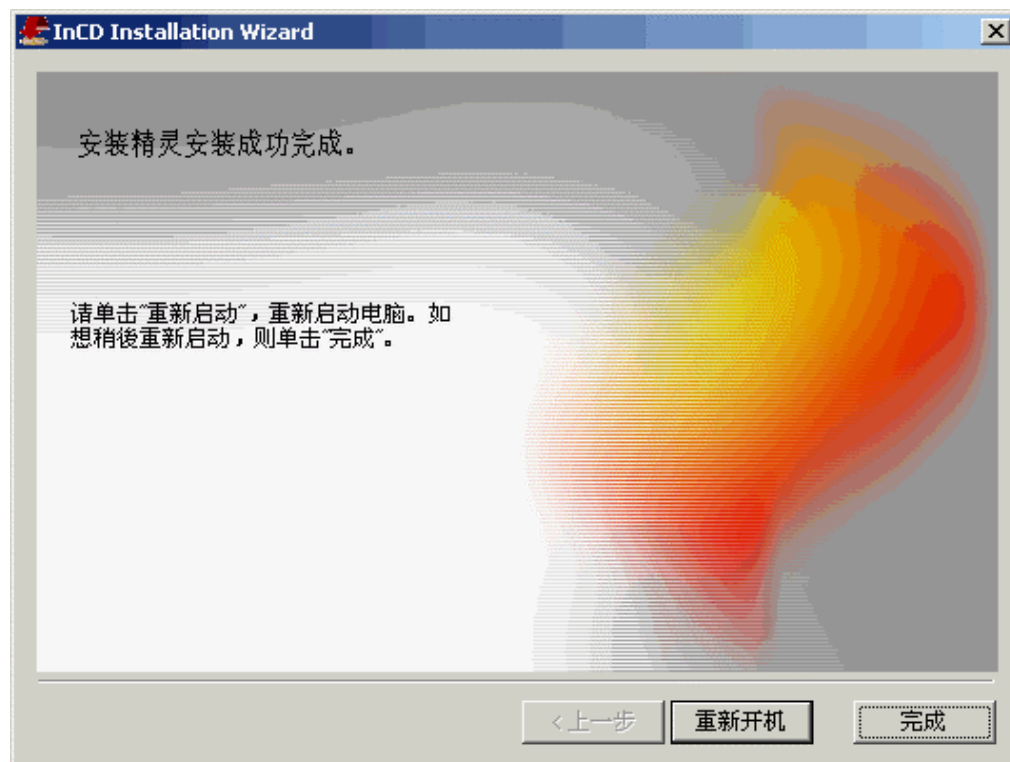 InCD Installation Wizard
安装精灵安装成功完成。
请单击"重新启动"，重新启动电脑。如
想稍後重新启动，则单击"完成"。
<上一步
重新开机
完成